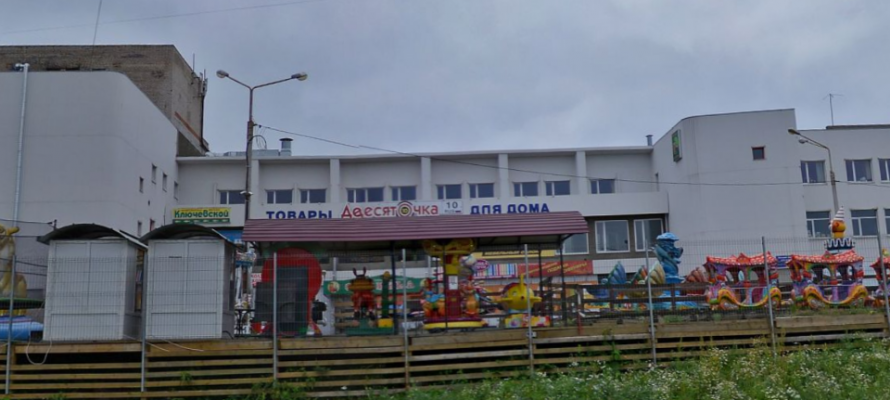 Ключевской
ТОВАРЫ Десяточка 10 ДЛЯ ДОМА